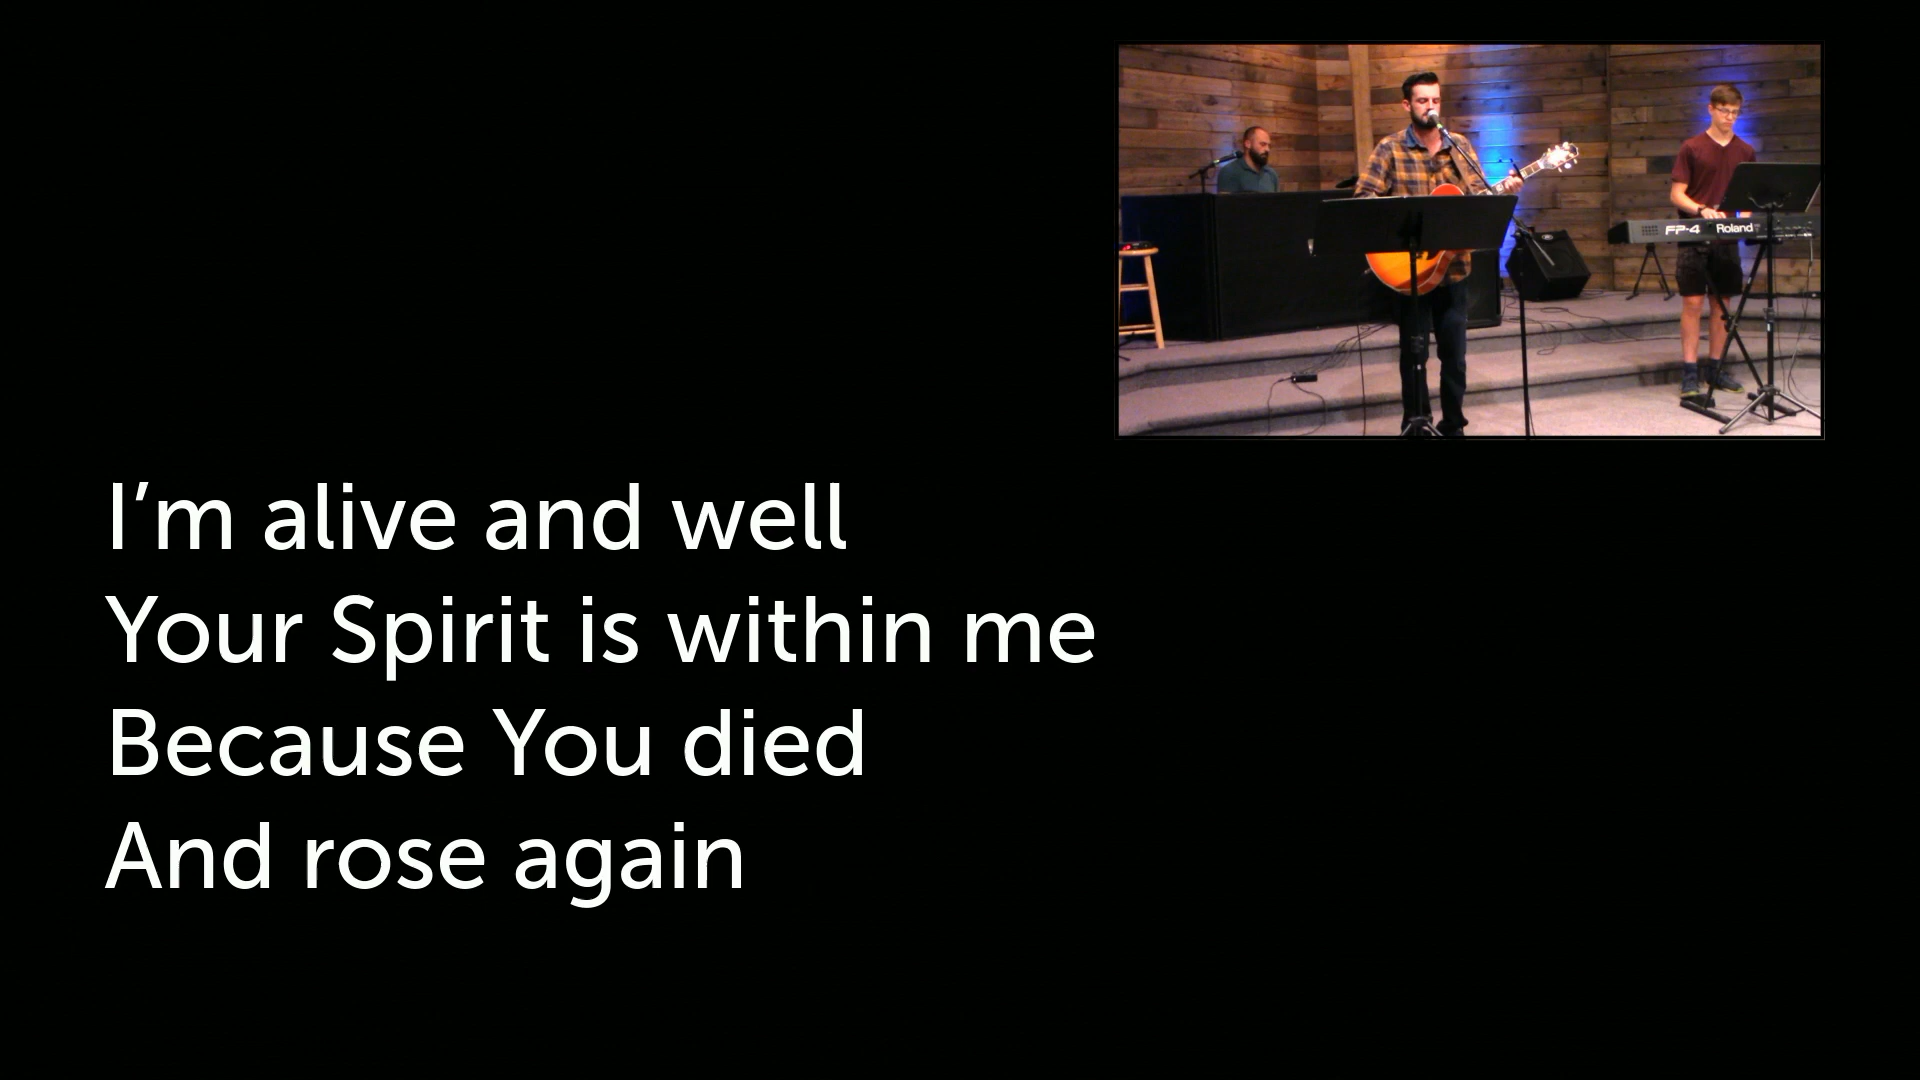 FP-4 Roland
I’m alive and well
Your Spirit is within me
Because You died
And rose again